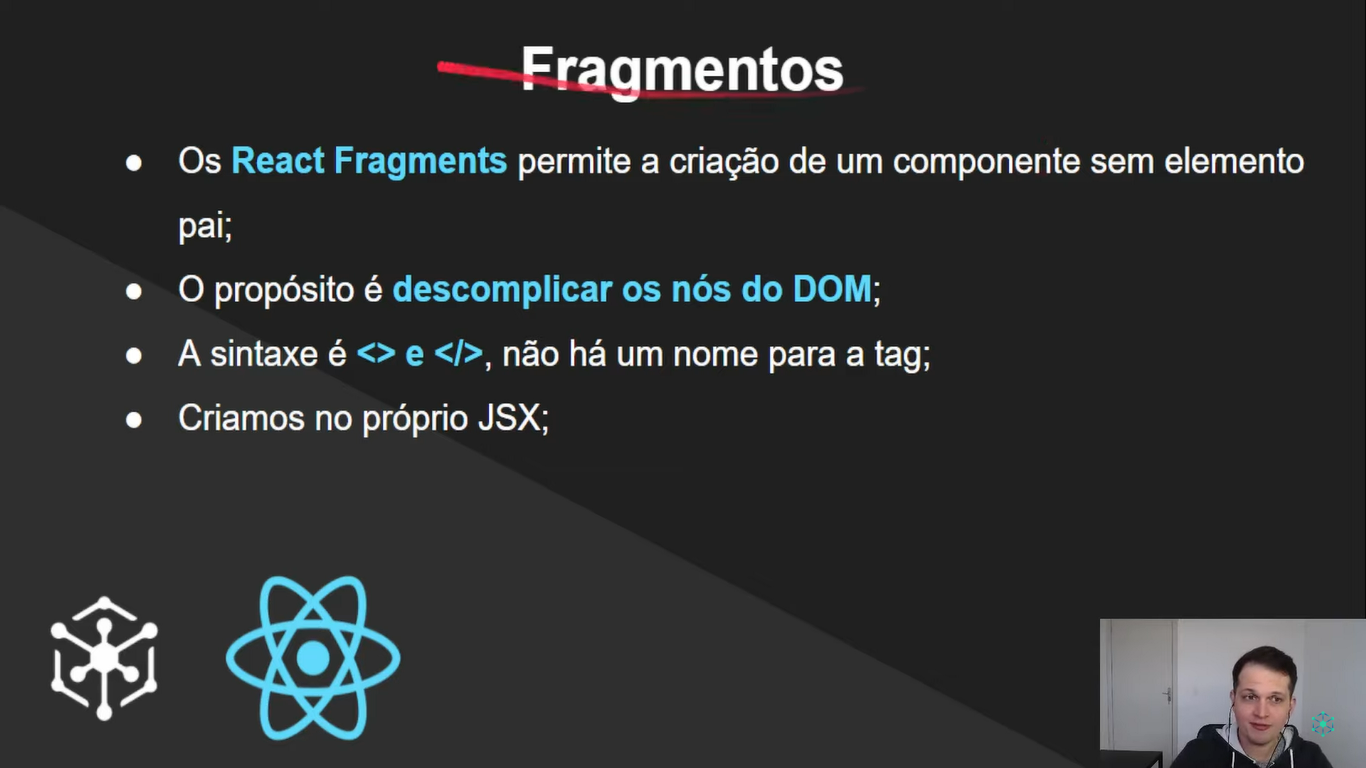 Fragmentos
● Os React Fragments permite a criação de um componente sem elemento
pai;
● O propósito é descomplicar os nós do DOM;
● A sintaxe é <> e </>, não há um nome para a tag;
● Criamos no próprio JSX;